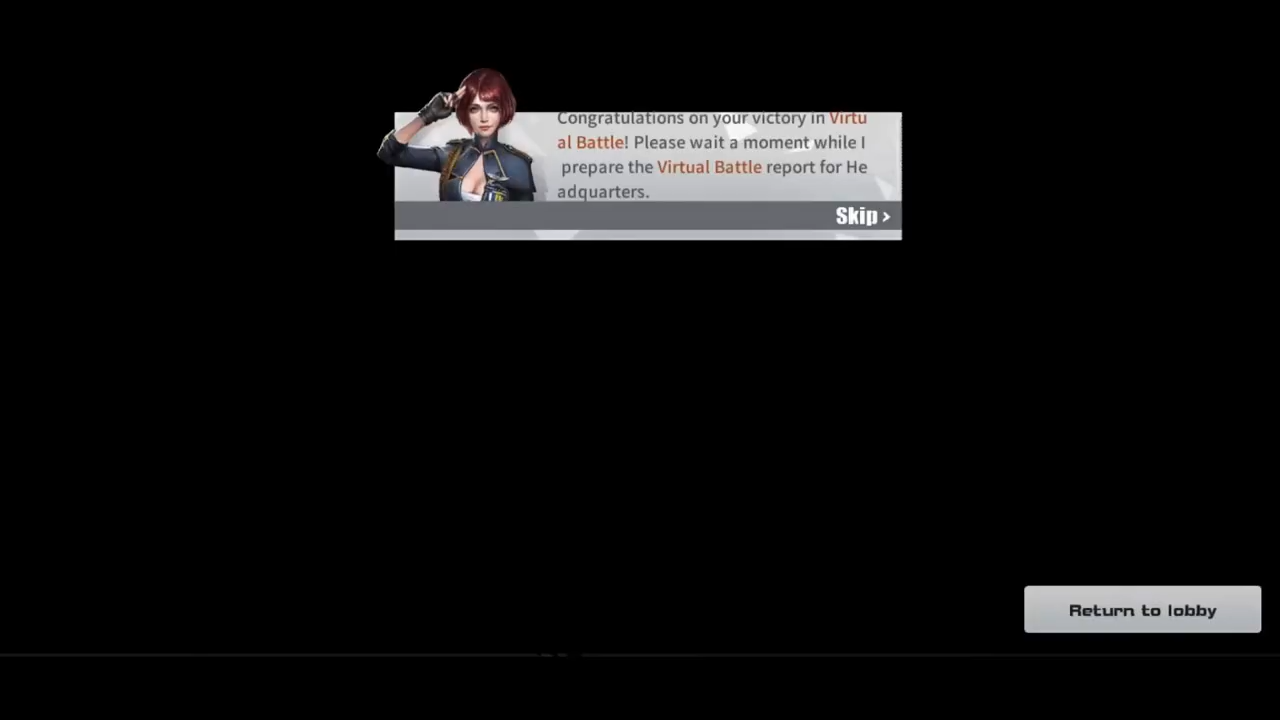 Congratulations on your victory in Virtu
al Battle! Please wait a moment while I
prepare the Virtual Battle report for He
adquarters.
Skip >
Return to lobby